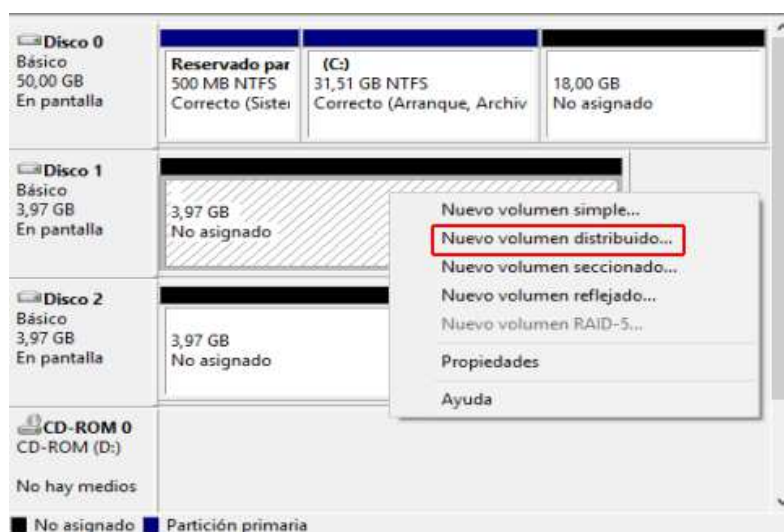 Disco 0
Básico
50,00 GB
En pantalla
Reservado par
500 MB NTFS
Correcto (Sister
(C:)
31,51 GB NTFS
Correcto (Arranque, Archiv
18,00 GB
No asignado
Disco 1
Básico
3,97 GB
En pantalla
3,97 GB
No asignado
Nuevo volumen simple...
Nuevo volumen distribuido...
Nuevo volumen seccionado...
Nuevo volumen reflejado...
Nuevo volumen RAID-5...
Propiedades
Ayuda
Disco 2
Básico
3,97 GB
En pantalla
3,97 GB
No asignado
CD-ROM 0
CD-ROM (D:)
No hay medios
No asignado Partición primaria